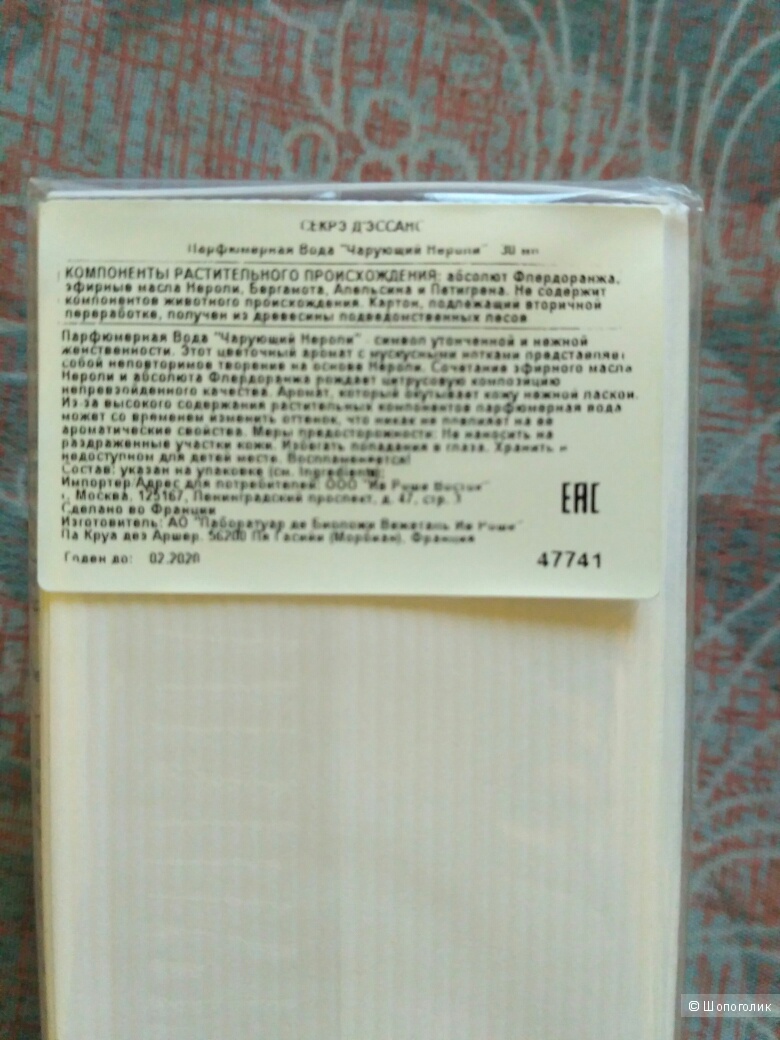 СЕКРЭ Д'ЭССАНС
Парфюмерная Вода "Чарующий Нероли" 30 мл
КОМПОНЕНТЫ РАСТИТЕЛЬНОГО ПРОИСХОЖДЕНИЯ: абсолют Флердоранжа,
эфирные масла Нероли, Бергамота, Апельсина и Петигрена. Не содержит
компонентов животного происхождения. Картон, подлежащий вторичной
переработке, получен из древесины подведомственных лесов
Парфюмерная Вода "Чарующий Нероли" символ утонченной и нежной
женственности. Этот цветочный аромат с мускусными нотками представляет
собой неповторимое творение на основе Нероли. Сочетание эфирного масла
Нероли и абсолюта Флердоранжа рождает цитрусовую композицию
непревзойденного качества. Аромат, который окутывает кожу нежной лаской.
Из-за высокого содержания растительных компонентов парфюмерная вода
может со временем изменить оттенок, что никак не повлияет на ее
ароматические свойства. Меры предосторожности: Не наносить на
раздраженные участки кожи. Избегать попадания в глаза. Хранить в
недоступном для детей месте. Воспламеняется!
Состав: указан на упаковке (см. Ingredients);
Импортер/Адрес для потребителей: ООО "Ив Роше Восток"
, Москва, 125167, Ленинградский проспект, д. 47, стр. 3
Сделано во Франции
Изготовитель: АО "Лаборатуар де Биоложи Вежеталь Ив Роше"
Ла Круа дез Аршер, 56200 Ля Гасийи (Морбиан), Франция
EAC
Годен до: 02.2020
47741
© Шопоголик